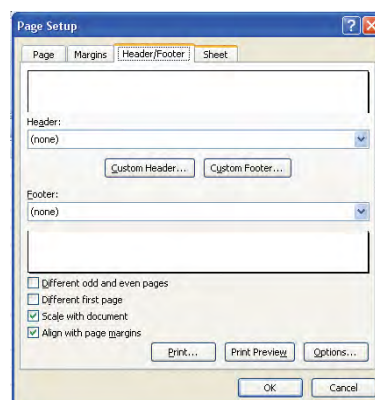 Page Setup
Page Margins Header/Footer Sheet
Header:
(none)
Custom Header... Custom Footer...
Footer:
(none)
Different odd and even pages
Different first page
Scale with document
Align with page margins
Print... Print Preview Options...
OK Cancel